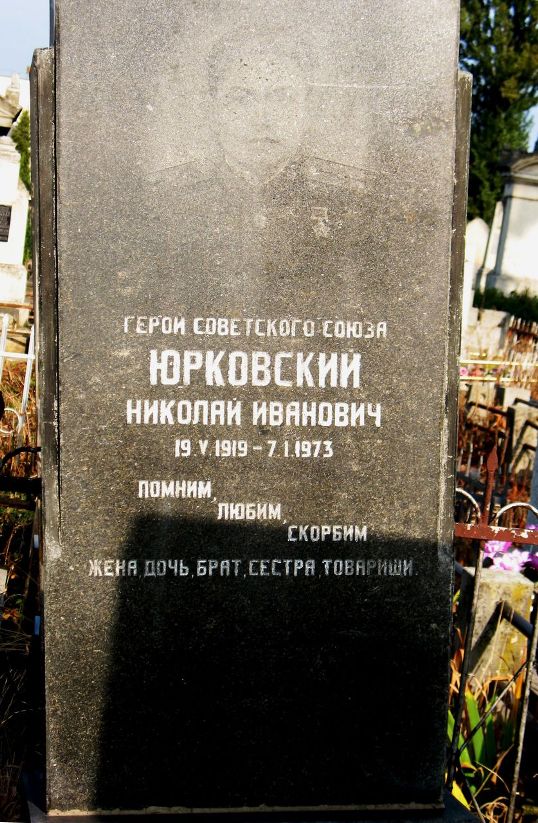 ГЕРОЙ СОВЕТСКОГО СОЮЗА
ЮРКОВСКИЙ
НИКОЛАЙ ИВАНОВИЧ
19.V.1919 – 7.I.1973
ПОМНИМ,
ЛЮБИМ,
СКОРБИМ
ЖЕНА, ДОЧЬ, БРАТ, СЕСТРА, ТОВАРИЩИ.